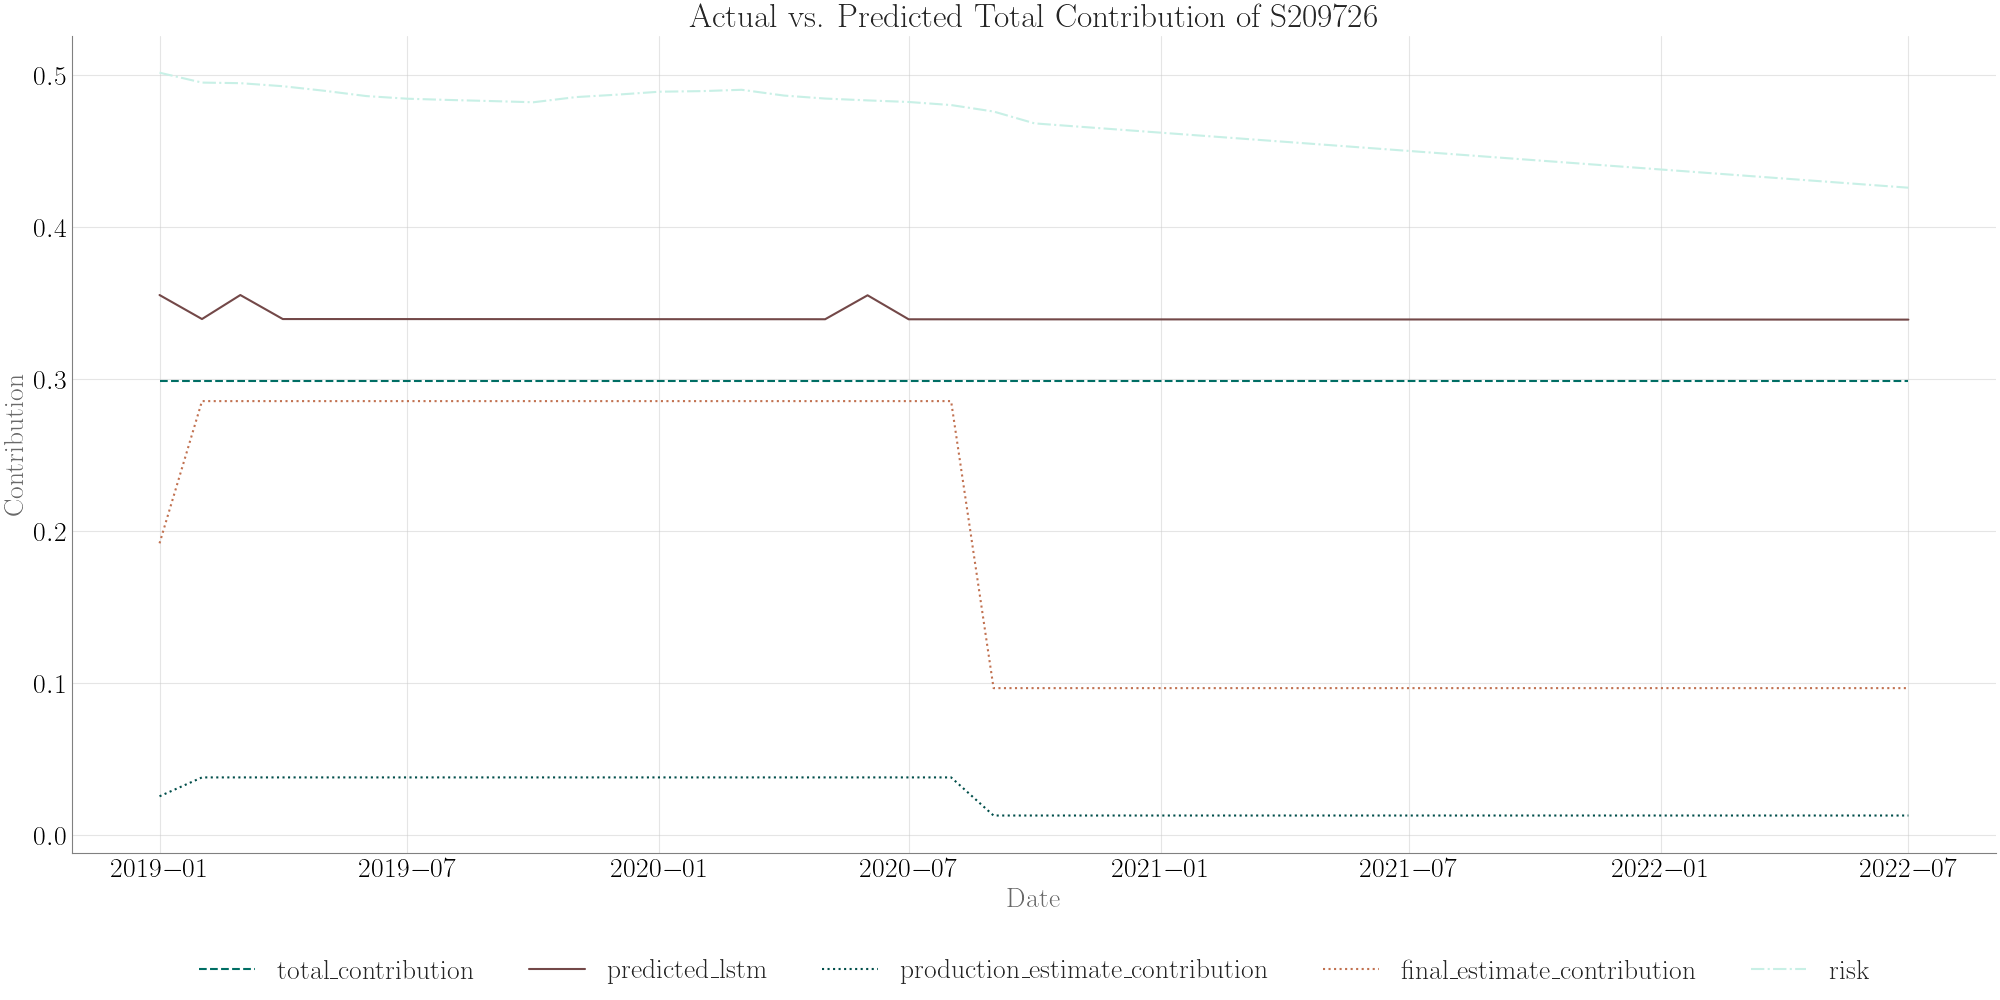 Actual vs. Predicted Total Contribution of S209726
0.5
0.4
0.3
0.2
0.1
0.0
Contribution
2019–01 2019–07 2020–01 2020–07 2021–01 2021–07 2022–01 2022–07
Date
total_contribution predicted_lstm production_estimate_contribution final_estimate_contribution risk